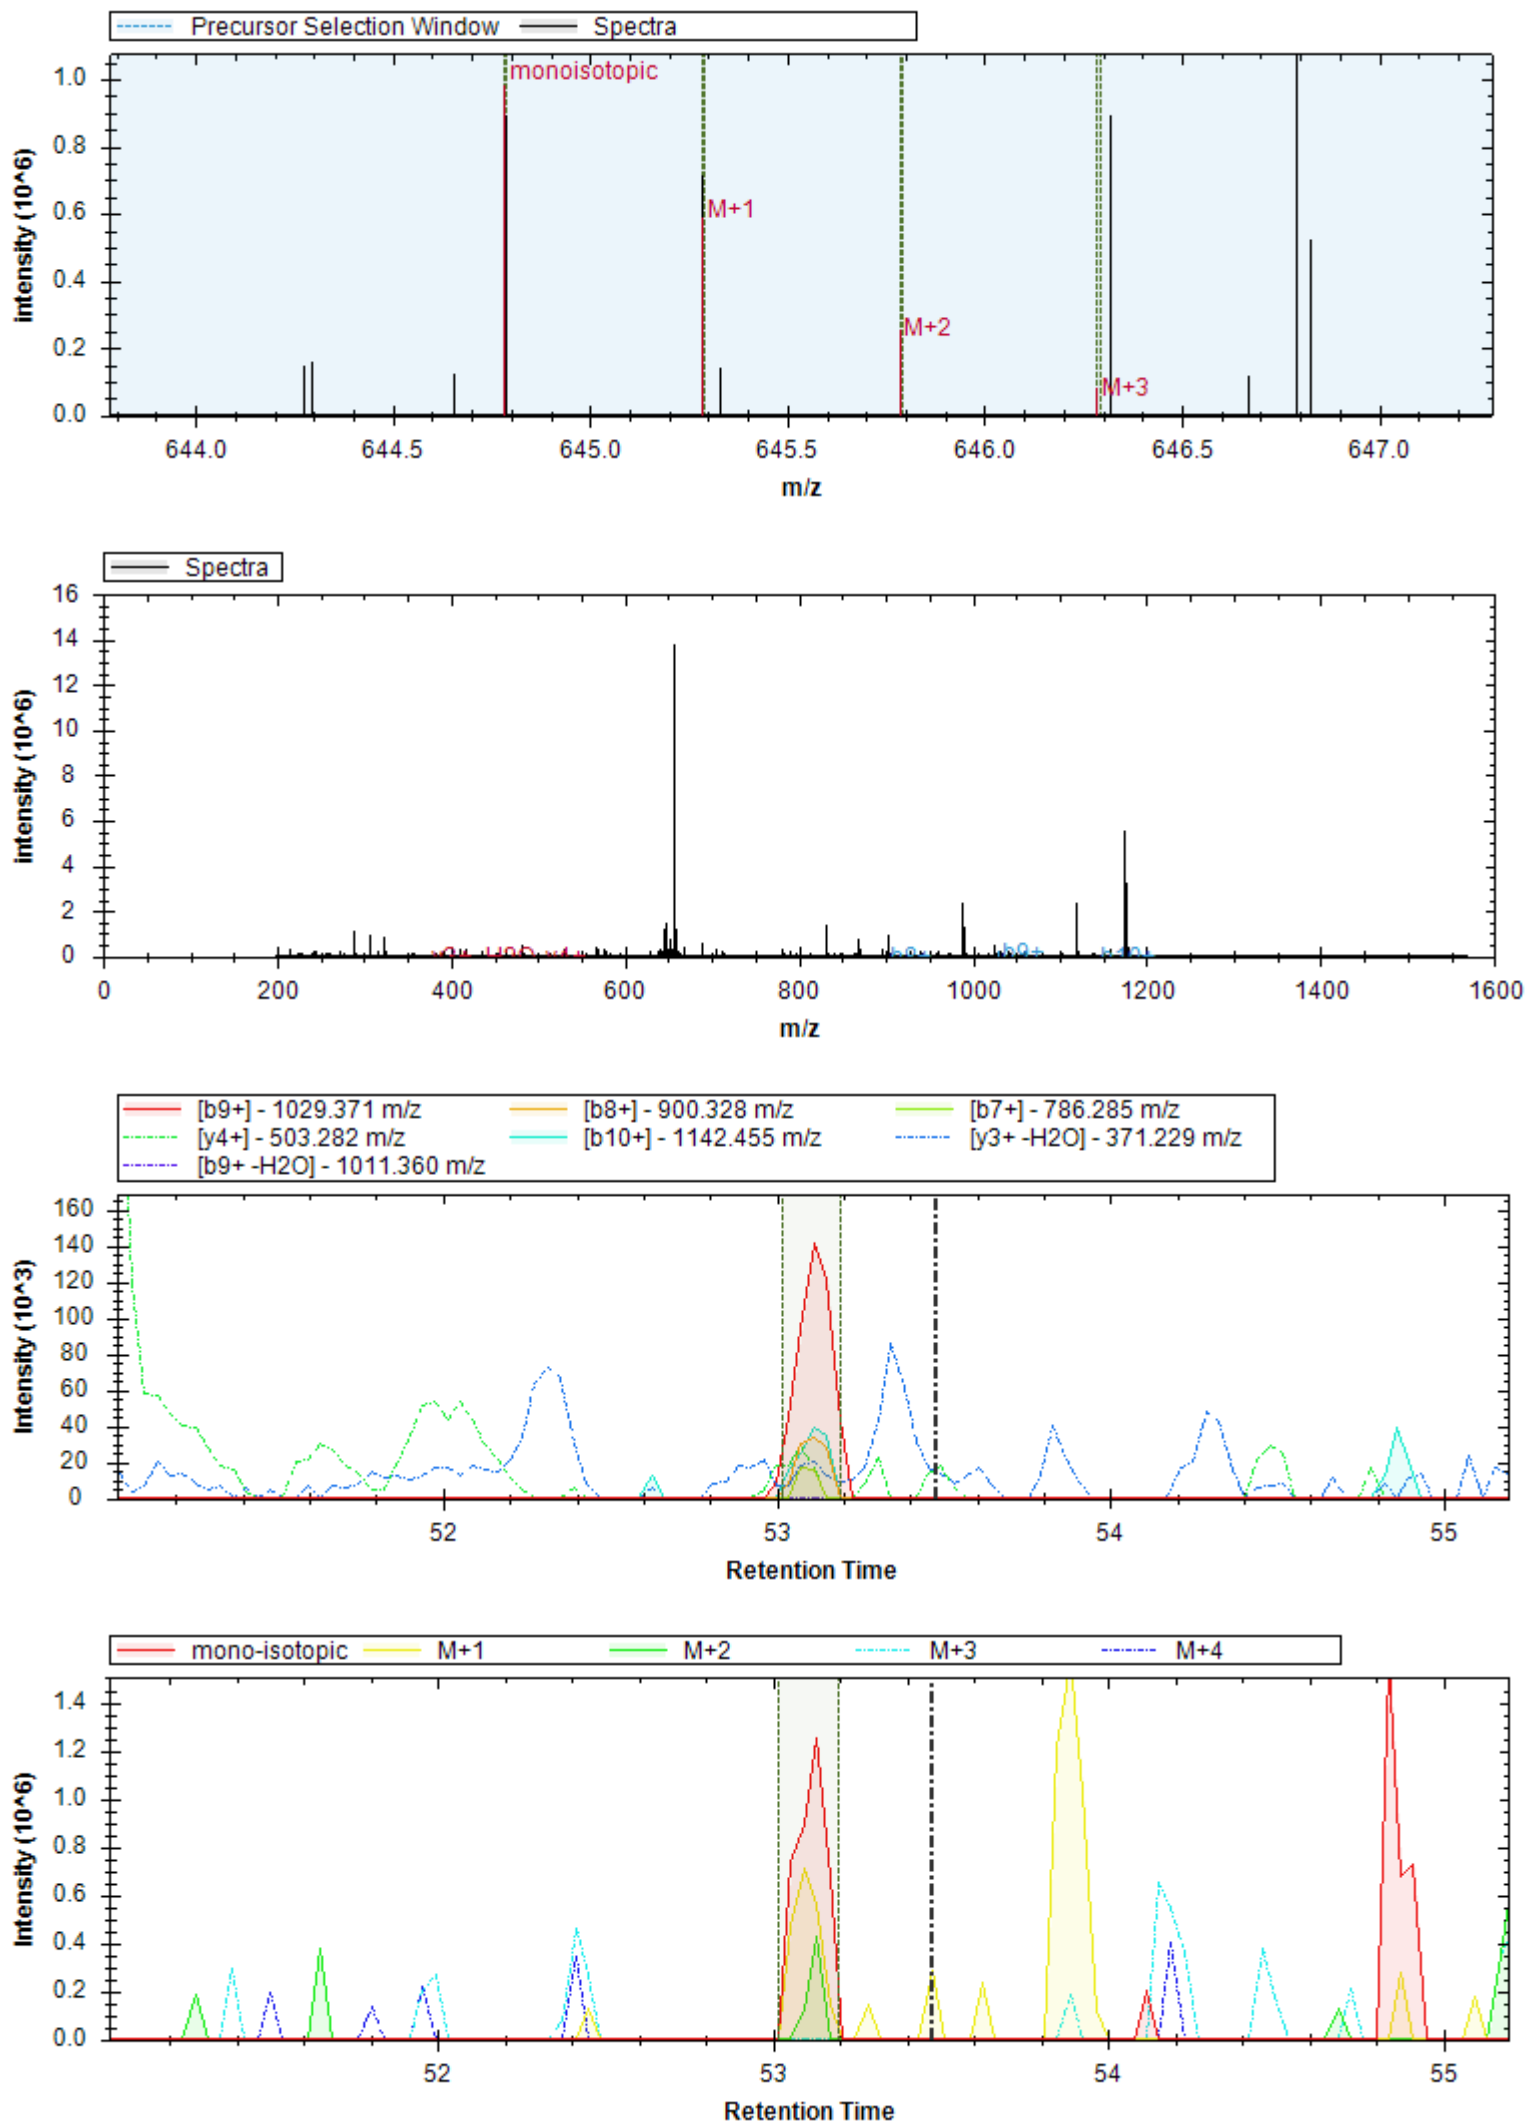 Precursor Selection Window Spectra
intensity (10^6)
1.0
0.8
0.6
0.4
0.2
0.0
monoisotopic
M+1
M+2
M+3
644.0 644.5 645.0 645.5 646.0 646.5 647.0
m/z
Spectra
intensity (10^6)
16
14
12
10
8
6
4
2
0
b9+
0 200 400 600 800 1000 1200 1400 1600
m/z
[b9+] - 1029.371 m/z [b8+] - 900.328 m/z [b7+] - 786.285 m/z
[y4+] - 503.282 m/z [b10+] - 1142.455 m/z [y3+ -H2O] - 371.229 m/z
[b9+ -H2O] - 1011.360 m/z
Intensity (10^3)
160
140
120
100
80
60
40
20
0
52 53 54 55
Retention Time
mono-isotopic M+1 M+2 M+3 M+4
Intensity (10^6)
1.4
1.2
1.0
0.8
0.6
0.4
0.2
0.0
52 53 54 55
Retention Time